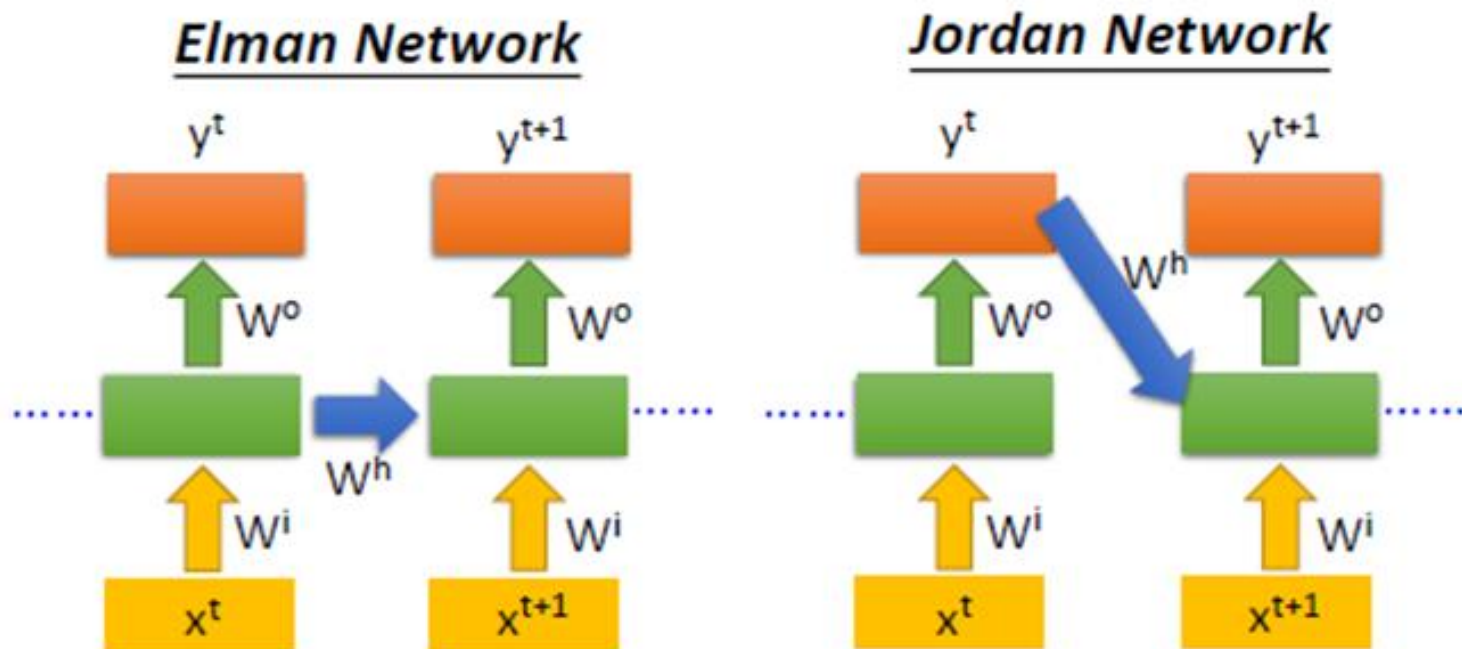 Elman Network
Jordan Network
yᵗ yᵗ⁺¹ yᵗ yᵗ⁺¹
Wʰ
Wᵒ Wᵒ Wᵒ Wᵒ
...... ...... ...... ......
Wʰ
Wⁱ Wⁱ Wⁱ Wⁱ
xᵗ xᵗ⁺¹ xᵗ xᵗ⁺¹